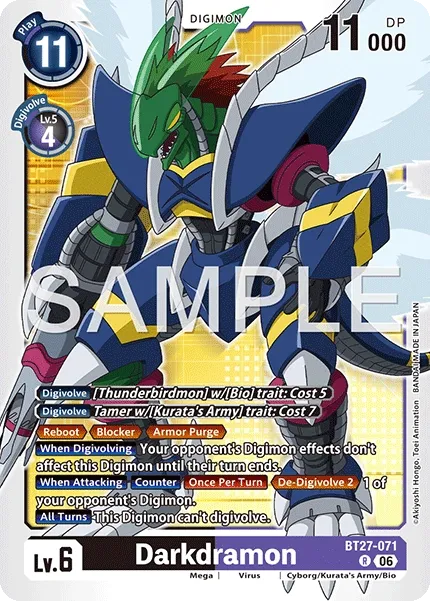 Play
11
DIGIMON
11000
DP
Digivolve
Lv.5
4
SAMPLE
Digivolve [Thunderbirdmon] w/[Bio] trait: Cost 5
Digivolve Tamer w/[Kurata's Army] trait: Cost 7
Reboot Blocker Armor Purge
When Digivolving Your opponent's Digimon effects don't
affect this Digimon until their turn ends.
When Attacking Counter Once Per Turn De-Digivolve 2 1 of
your opponent's Digimon.
All Turns This Digimon can't digivolve.
©Akiyoshi Hongo, Toei Animation BANDAI MADE IN JAPAN
Lv.6
Darkdramon
BT27-071
R 06
Mega Virus Cyborg/Kurata's Army/Bio